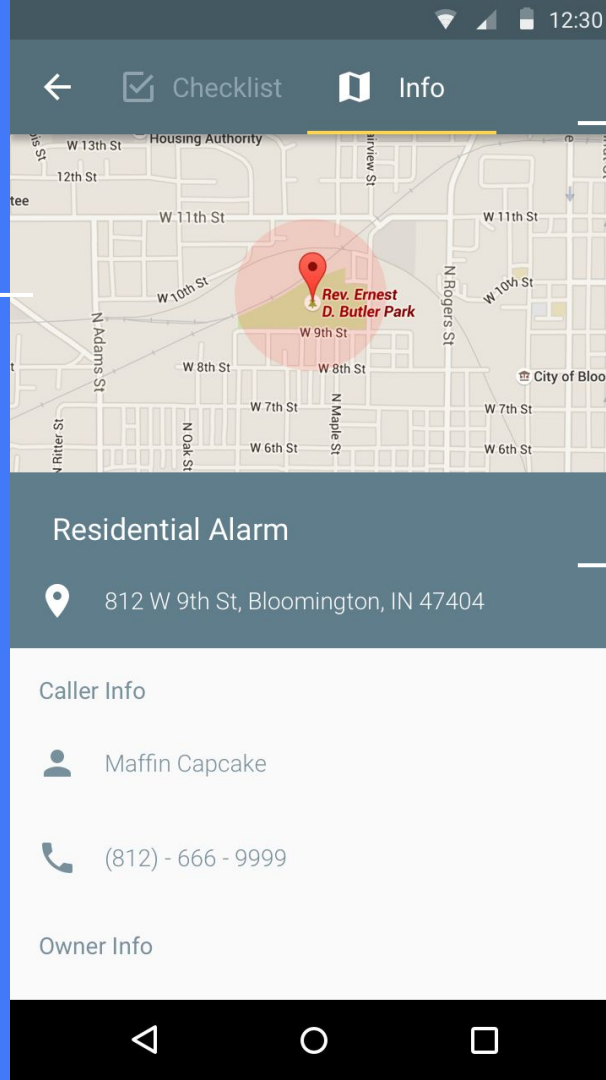 12:30
Checklist
Info
W 13th St
Housing Authority
12th St
tee
W 11th St
W 11th St
W 10th St
W 10th St
Rev. Ernest
D. Butler Park
N Rogers St
N Adams St
W 9th St
W 8th St
W 8th St
City of Bloo
W 7th St
N Maple St
W 7th St
N Ritter St
N Oak St
W 6th St
W 6th St
Residential Alarm
812 W 9th St, Bloomington, IN 47404
Caller Info
Maffin Capcake
(812) - 666 - 9999
Owner Info